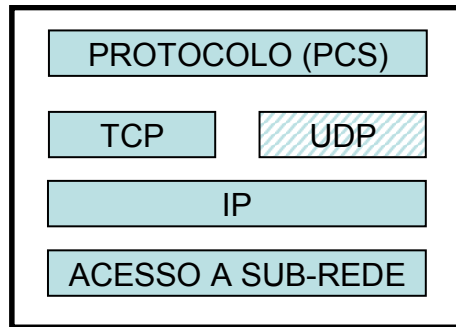 PROTOCOLO (PCS)
TCP
UDP
IP
ACESSO A SUB-REDE